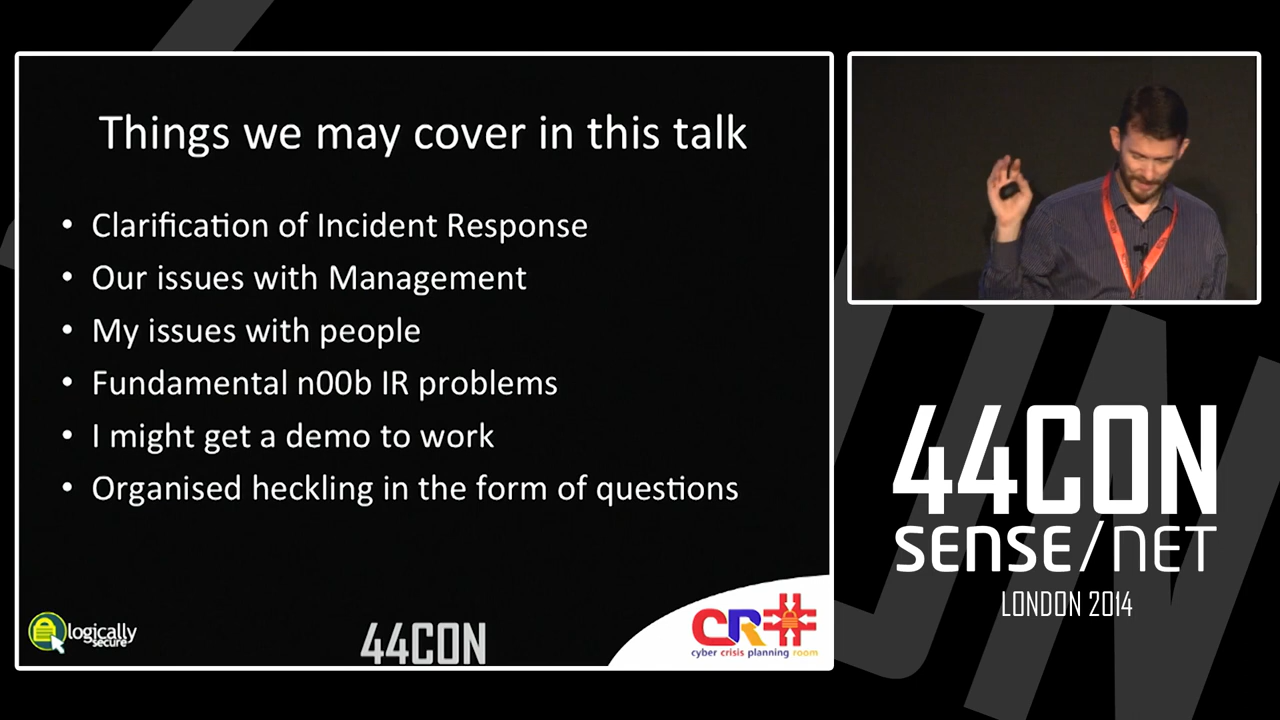 Things we may cover in this talk
• Clarification of Incident Response
• Our issues with Management
• My issues with people
• Fundamental n00b IR problems
• I might get a demo to work
• Organised heckling in the form of questions
logically
secure
44CON
CR
cyber crisis planning room
44CON
SENSE/NET
LONDON 2014